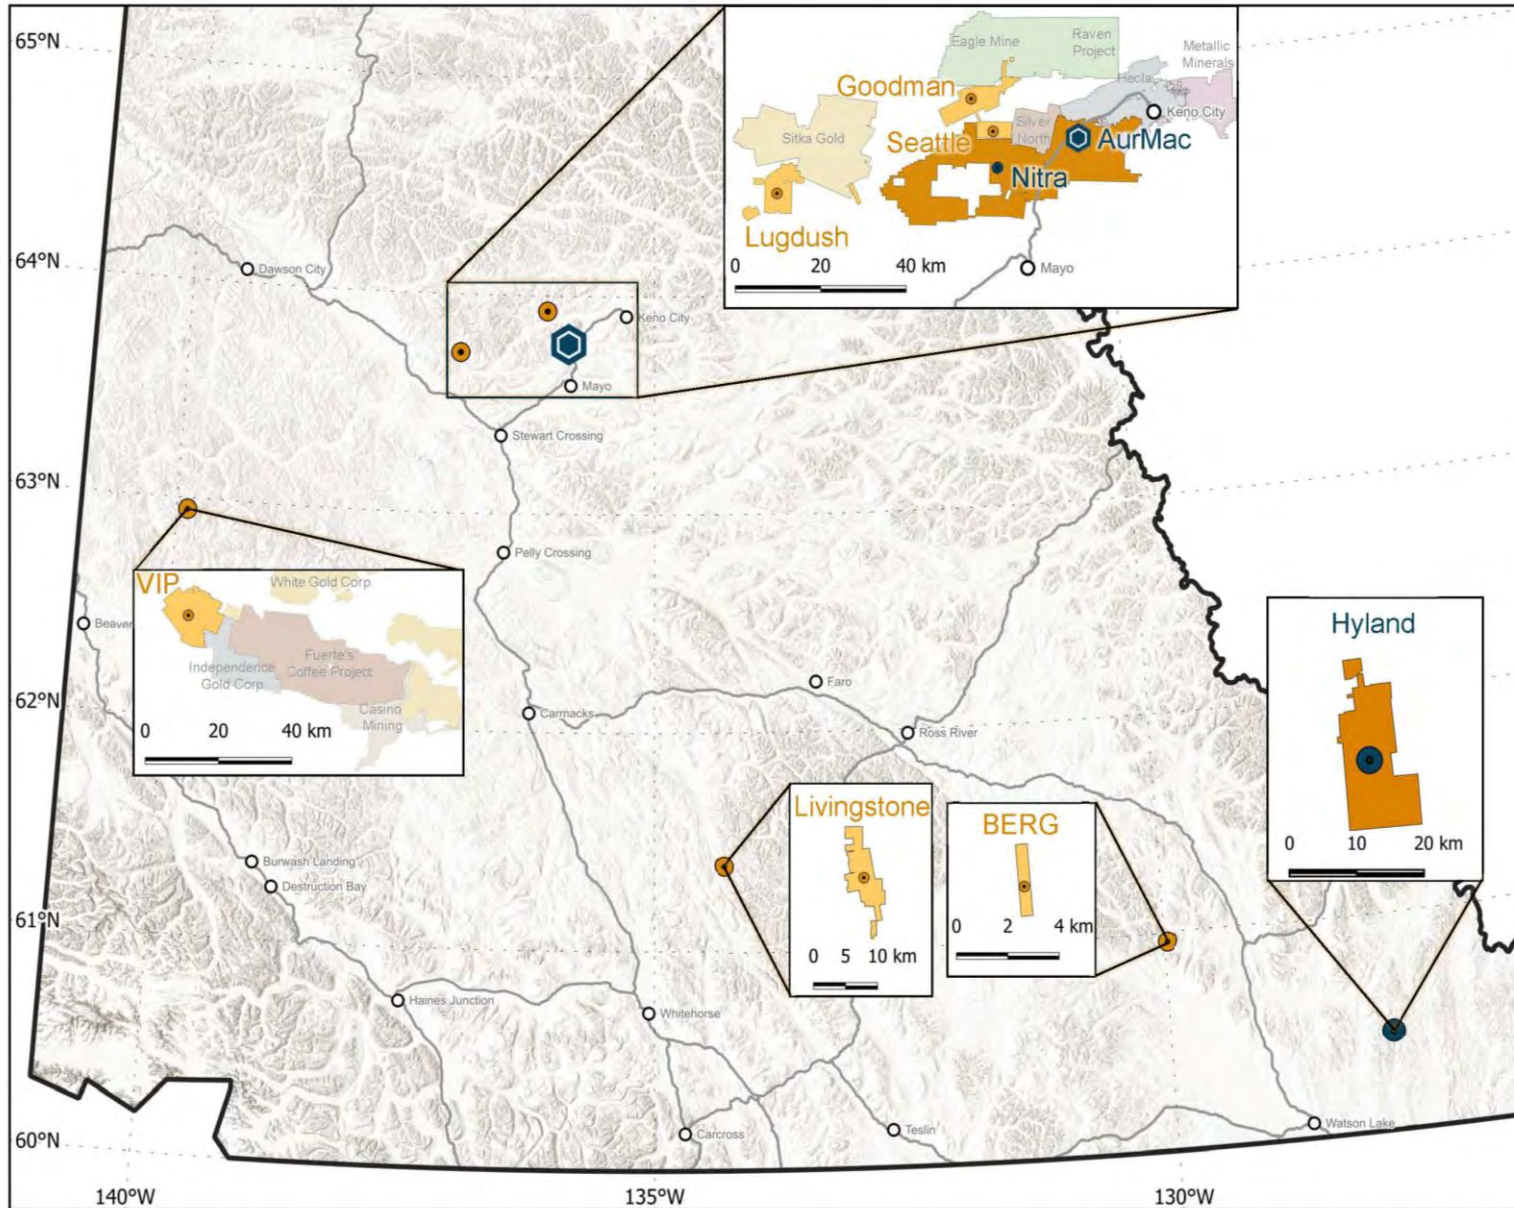 65°N
64°N
63°N
62°N
61°N
60°N
140°W
135°W
130°W
Eagle Mine
Raven
Project
Metallic
Minerals
Hecla
Keno City
Goodman
Silver
North
Sitka Gold
Seattle
AurMac
Nitra
Lugdush
Mayo
0
20
40 km
Dawson City
Keno City
Mayo
Stewart Crossing
Pelly Crossing
VIP
White Gold Corp.
Independence
Gold Corp
Fuerte's
Coffee Project
Casino
Mining
0
20
40 km
Beaver
Faro
Carmacks
Ross River
Hyland
0
10
20 km
Livingstone
0
5
10 km
BERG
0
2
4 km
Burwash Landing
Destruction Bay
Haines Junction
Whitehorse
Carcross
Teslin
Watson Lake